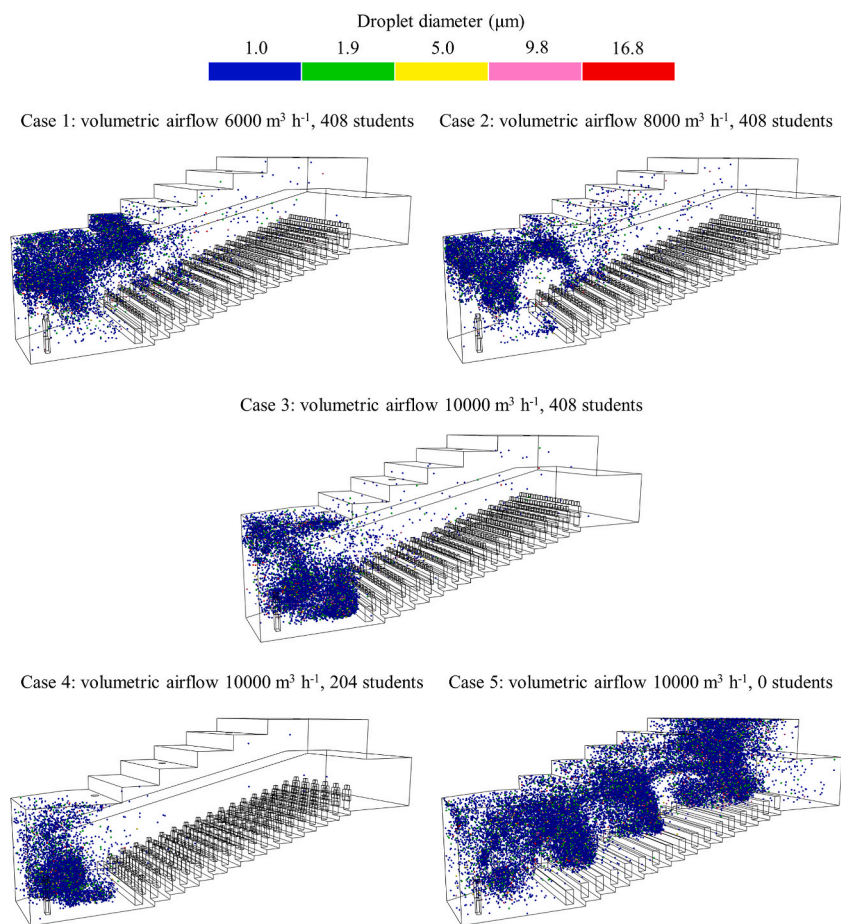 Droplet diameter (μm)
1.0 1.9 5.0 9.8 16.8
Case 1: volumetric airflow 6000 m³ h⁻¹, 408 students
Case 2: volumetric airflow 8000 m³ h⁻¹, 408 students
Case 3: volumetric airflow 10000 m³ h⁻¹, 408 students
Case 4: volumetric airflow 10000 m³ h⁻¹, 204 students
Case 5: volumetric airflow 10000 m³ h⁻¹, 0 students